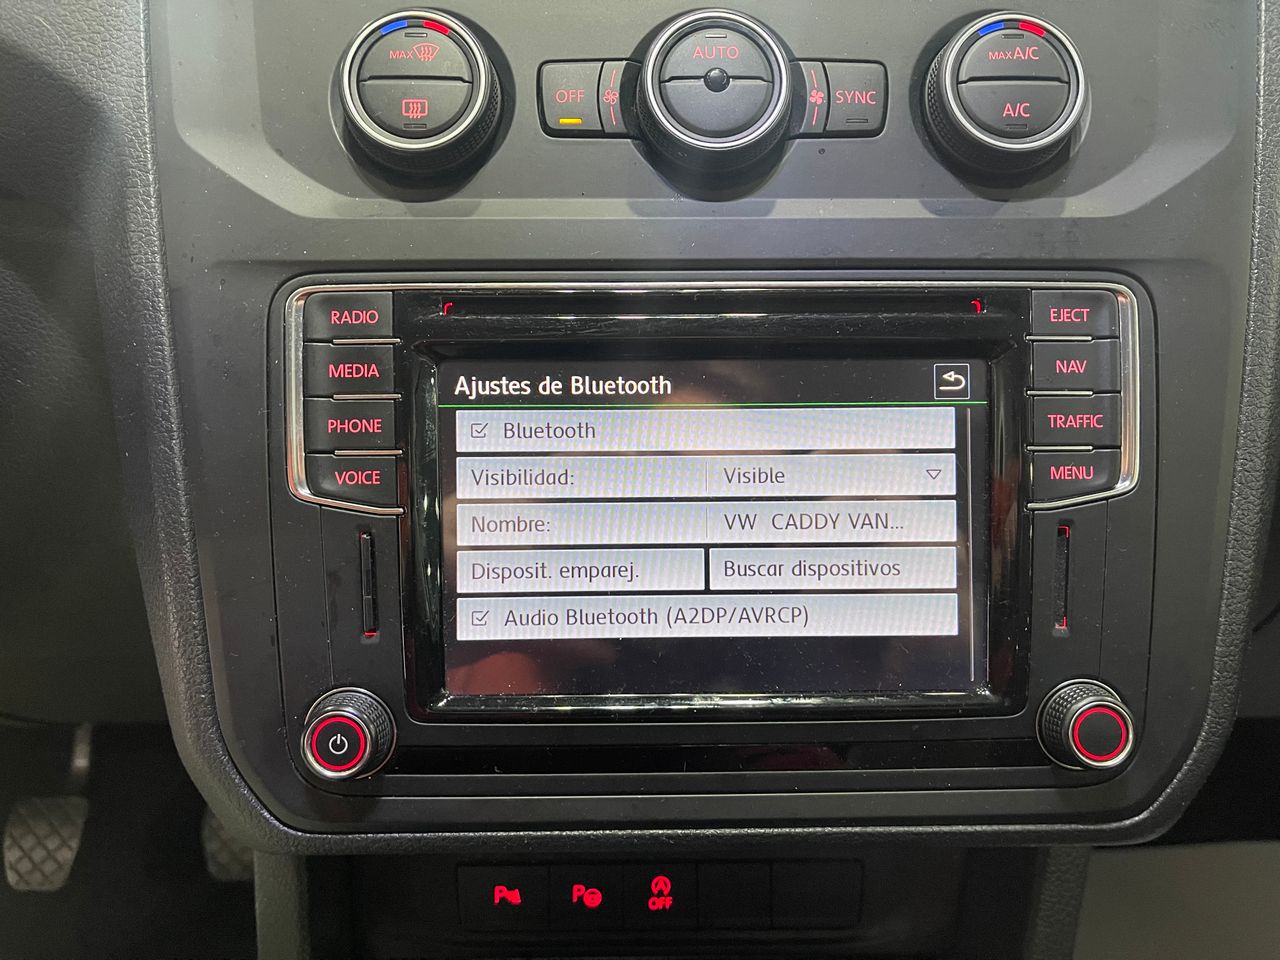 MAX
AUTO
MAX A/C
OFF
SYNC
A/C
RADIO
MEDIA
PHONE
VOICE
Ajustes de Bluetooth
Bluetooth
Visibilidad: Visible
Nombre: VW CADDY VAN...
Disposit. emparej. Buscar dispositivos
Audio Bluetooth (A2DP/AVRCP)
EJECT
NAV
TRAFFIC
MENU
P
P
A
OFF